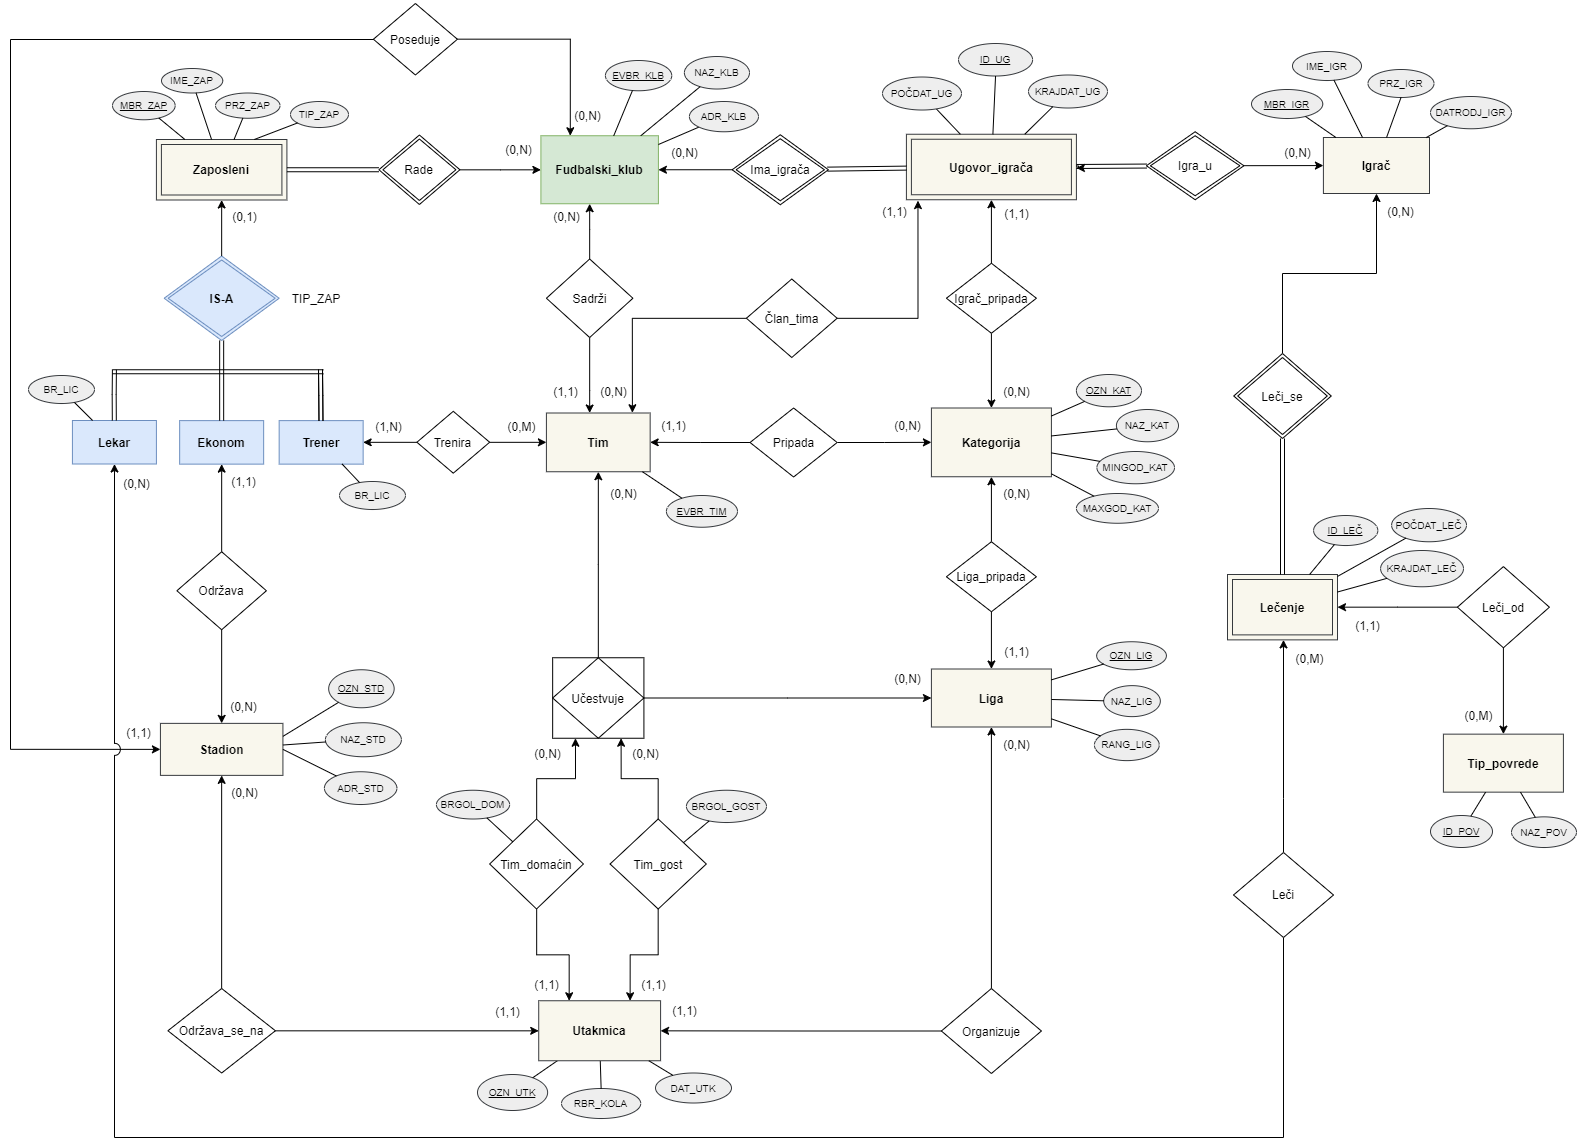 Poseduje
IME_ZAP
MBR_ZAP
PRZ_ZAP
TIP_ZAP
EVBR_KLB
NAZ_KLB
ADR_KLB
POČDAT_UG
ID_UG
KRAJDAT_UG
IME_IGR
MBR_IGR
PRZ_IGR
DATRODJ_IGR
(0,N)
(0,N)
(0,N)
(0,N)
Zaposleni
Rade
Fudbalski_klub
Ima_igrača
Ugovor_igrača
Igra_u
Igrač
(0,1)
(0,N)
(1,1)
(1,1)
(0,N)
IS-A
TIP_ZAP
Sadrži
Član_tima
Igrač_pripada
BR_LIC
(1,1)
(0,N)
(0,N)
OZN_KAT
Leči_se
(1,N)
(0,M)
(1,1)
(0,N)
NAZ_KAT
Lekar
Ekonom
Trener
Trenira
Tim
Pripada
Kategorija
MINGOD_KAT
(0,N)
(1,1)
BR_LIC
(0,N)
EVBR_TIM
(0,N)
MAXGOD_KAT
ID_LEČ
POČDAT_LEČ
KRAJDAT_LEČ
Održava
Liga_pripada
Lečenje
Leči_od
(1,1)
(0,M)
(1,1)
OZN_LIG
(0,N)
OZN_STD
(0,N)
Učestvuje
Liga
NAZ_LIG
(0,M)
(1,1)
NAZ_STD
(0,N)
(0,N)
(0,N)
RANG_LIG
Stadion
Tip_povrede
(0,N)
ADR_STD
BRGOL_DOM
BRGOL_GOST
ID_POV
NAZ_POV
Tim_domaćin
Tim_gost
Leči
(1,1)
(1,1)
(1,1)
(1,1)
Održava_se_na
Utakmica
Organizuje
OZN_UTK
RBR_KOLA
DAT_UTK